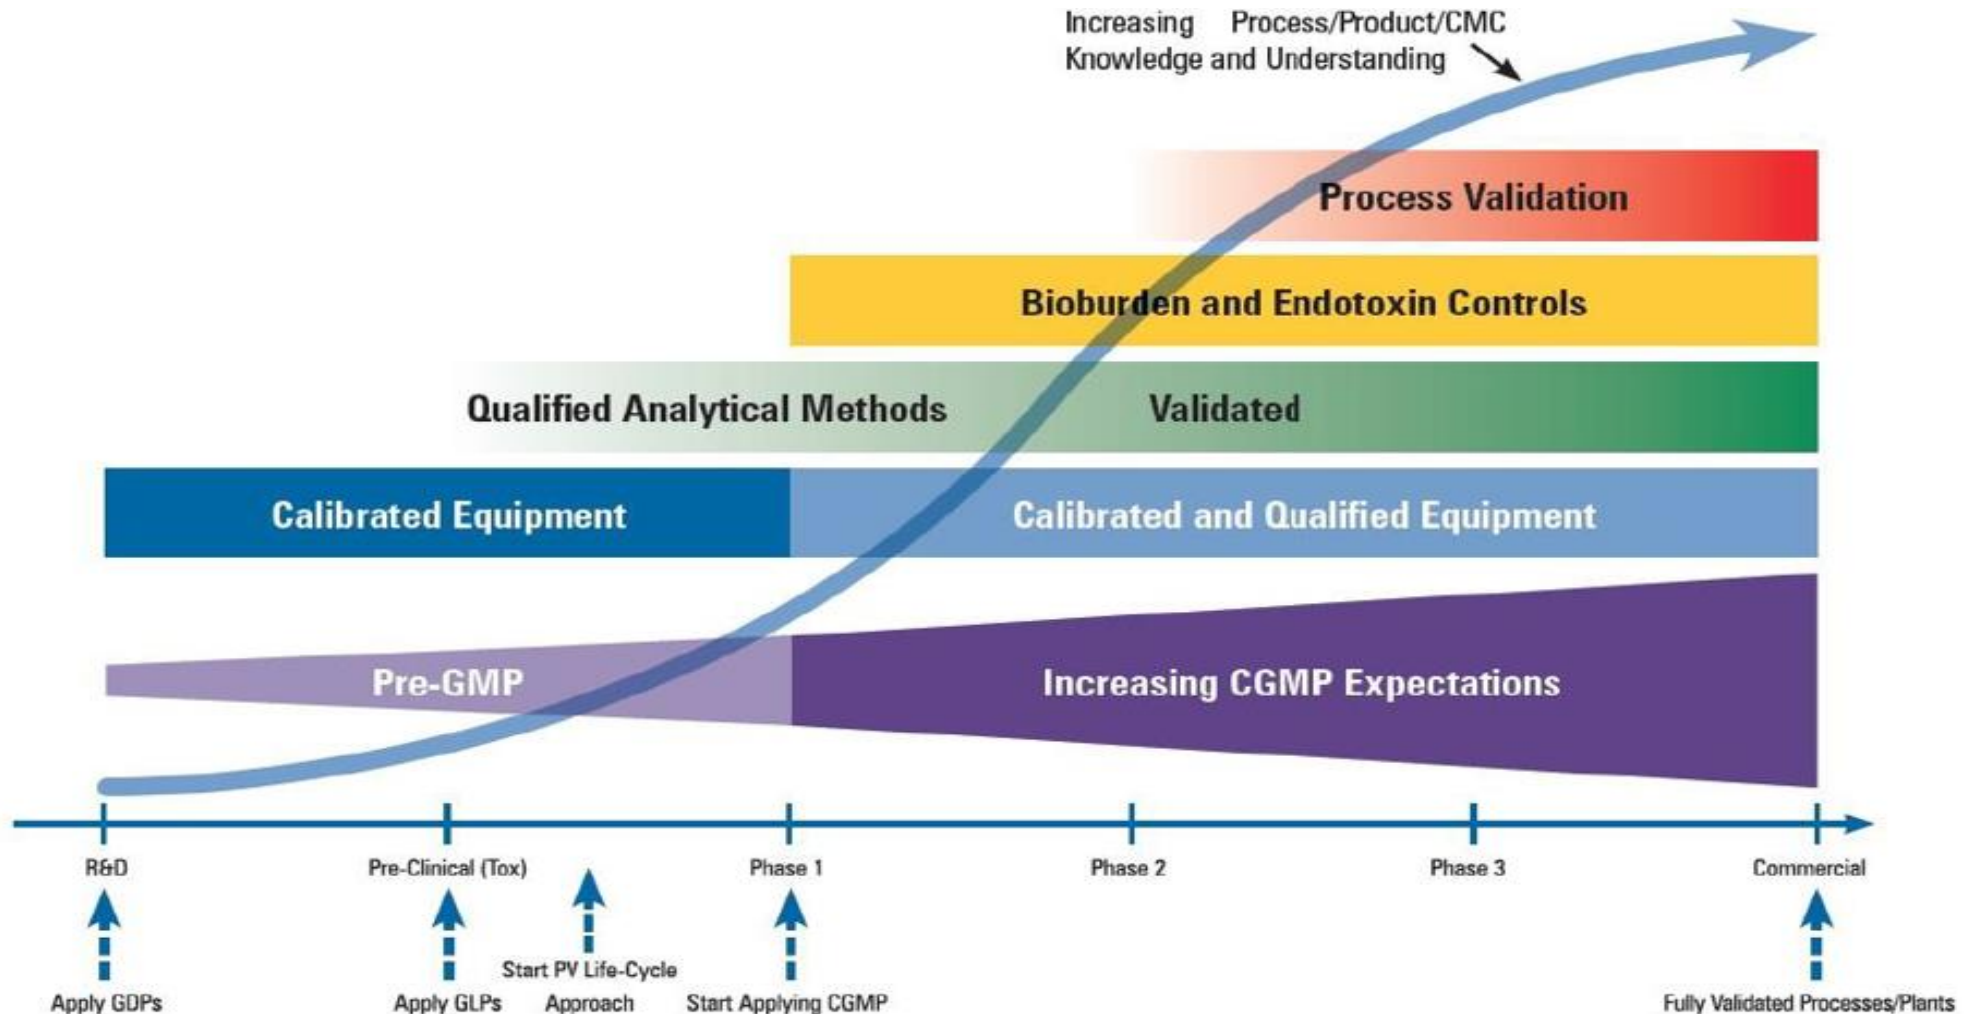 Increasing Process/Product/CMC
Knowledge and Understanding
Process Validation
Bioburden and Endotoxin Controls
Qualified Analytical Methods
Validated
Calibrated Equipment
Calibrated and Qualified Equipment
Pre-GMP
Increasing CGMP Expectations
R&D
Pre-Clinical (Tox)
Phase 1
Phase 2
Phase 3
Commercial
Apply GDPs
Apply GLPs
Start PV Life-Cycle
Approach
Start Applying CGMP
Fully Validated Processes/Plants